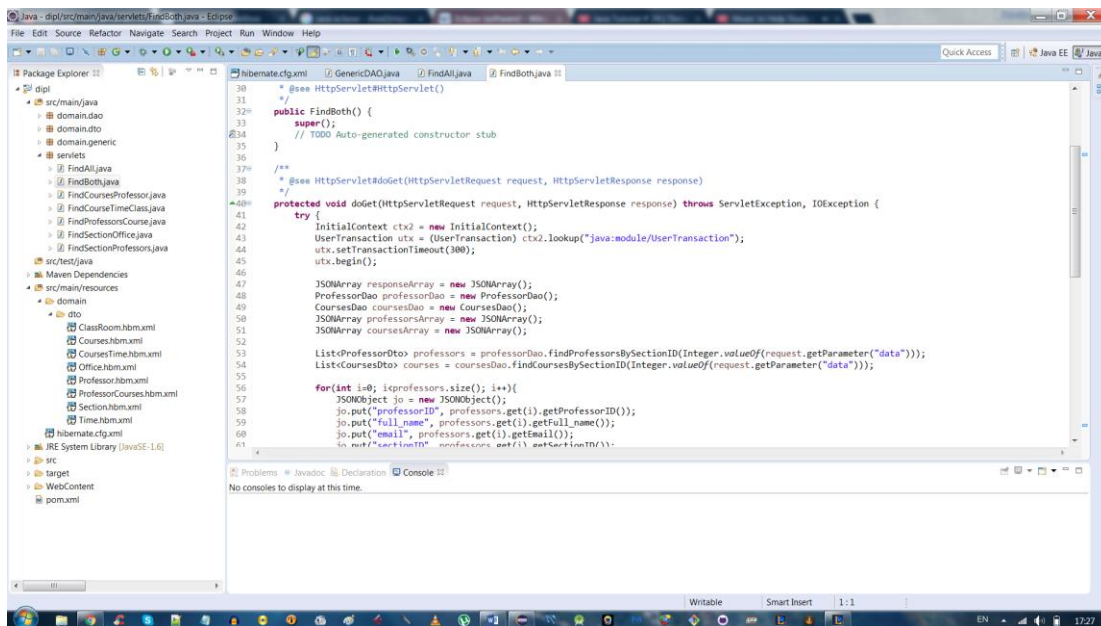 Java - dipl/src/main/java/servlets/FindBoth.java - Eclipse
File Edit Source Refactor Navigate Search Project Run Window Help
Quick Access Java EE Java
Package Explorer
dipl
src/main/java
domain.dao
domain.dto
domain.generic
servlets
FindAll.java
FindBoth.java
FindCoursesProfessor.java
FindCourseTimeClass.java
FindProfessorsCourse.java
FindSectionOffice.java
FindSectionProfessors.java
src/test/java
Maven Dependencies
src/main/resources
domain
dto
ClassRoom.hbm.xml
Courses.hbm.xml
CoursesTime.hbm.xml
Office.hbm.xml
Professor.hbm.xml
ProfessorCourses.hbm.xml
Section.hbm.xml
Time.hbm.xml
hibernate.cfg.xml
JRE System Library [JavaSE-1.6]
src
target
WebContent
pom.xml
hibernate.cfg.xml GenericDAO.java FindAll.java FindBoth.java
30 * @see HttpServlet#HttpServlet()
31 */
32 public FindBoth() {
33 super();
34 // TODO Auto-generated constructor stub
35 }
36
37 /**
38 * @see HttpServlet#doGet(HttpServletRequest request, HttpServletResponse response)
39 */
40 protected void doGet(HttpServletRequest request, HttpServletResponse response) throws ServletException, IOException {
41 try {
42 InitialContext ctx2 = new InitialContext();
43 UserTransaction utx = (UserTransaction) ctx2.lookup("java:module/UserTransaction");
44 utx.setTransactionTimeout(300);
45 utx.begin();
46
47 JSONArray responseArray = new JSONArray();
48 ProfessorDao professorDao = new ProfessorDao();
49 CoursesDao coursesDao = new CoursesDao();
50 JSONArray professorsArray = new JSONArray();
51 JSONArray coursesArray = new JSONArray();
52
53 List<ProfessorDto> professors = professorDao.findProfessorsBySectionID(Integer.valueOf(request.getParameter("data")));
54 List<CoursesDto> courses = coursesDao.findCoursesBySectionID(Integer.valueOf(request.getParameter("data")));
55
56 for(int i=0; i<professors.size(); i++){
57 JSONObject jo = new JSONObject();
58 jo.put("professorID", professors.get(i).getProfessorID());
59 jo.put("full_name", professors.get(i).getFull_name());
60 jo.put("email", professors.get(i).getEmail());
61 jo.put("sectionID", professors.get(i).getSectionID());
Problems Javadoc Declaration Console
No consoles to display at this time.
Writable Smart Insert 1:1
EN 17:27